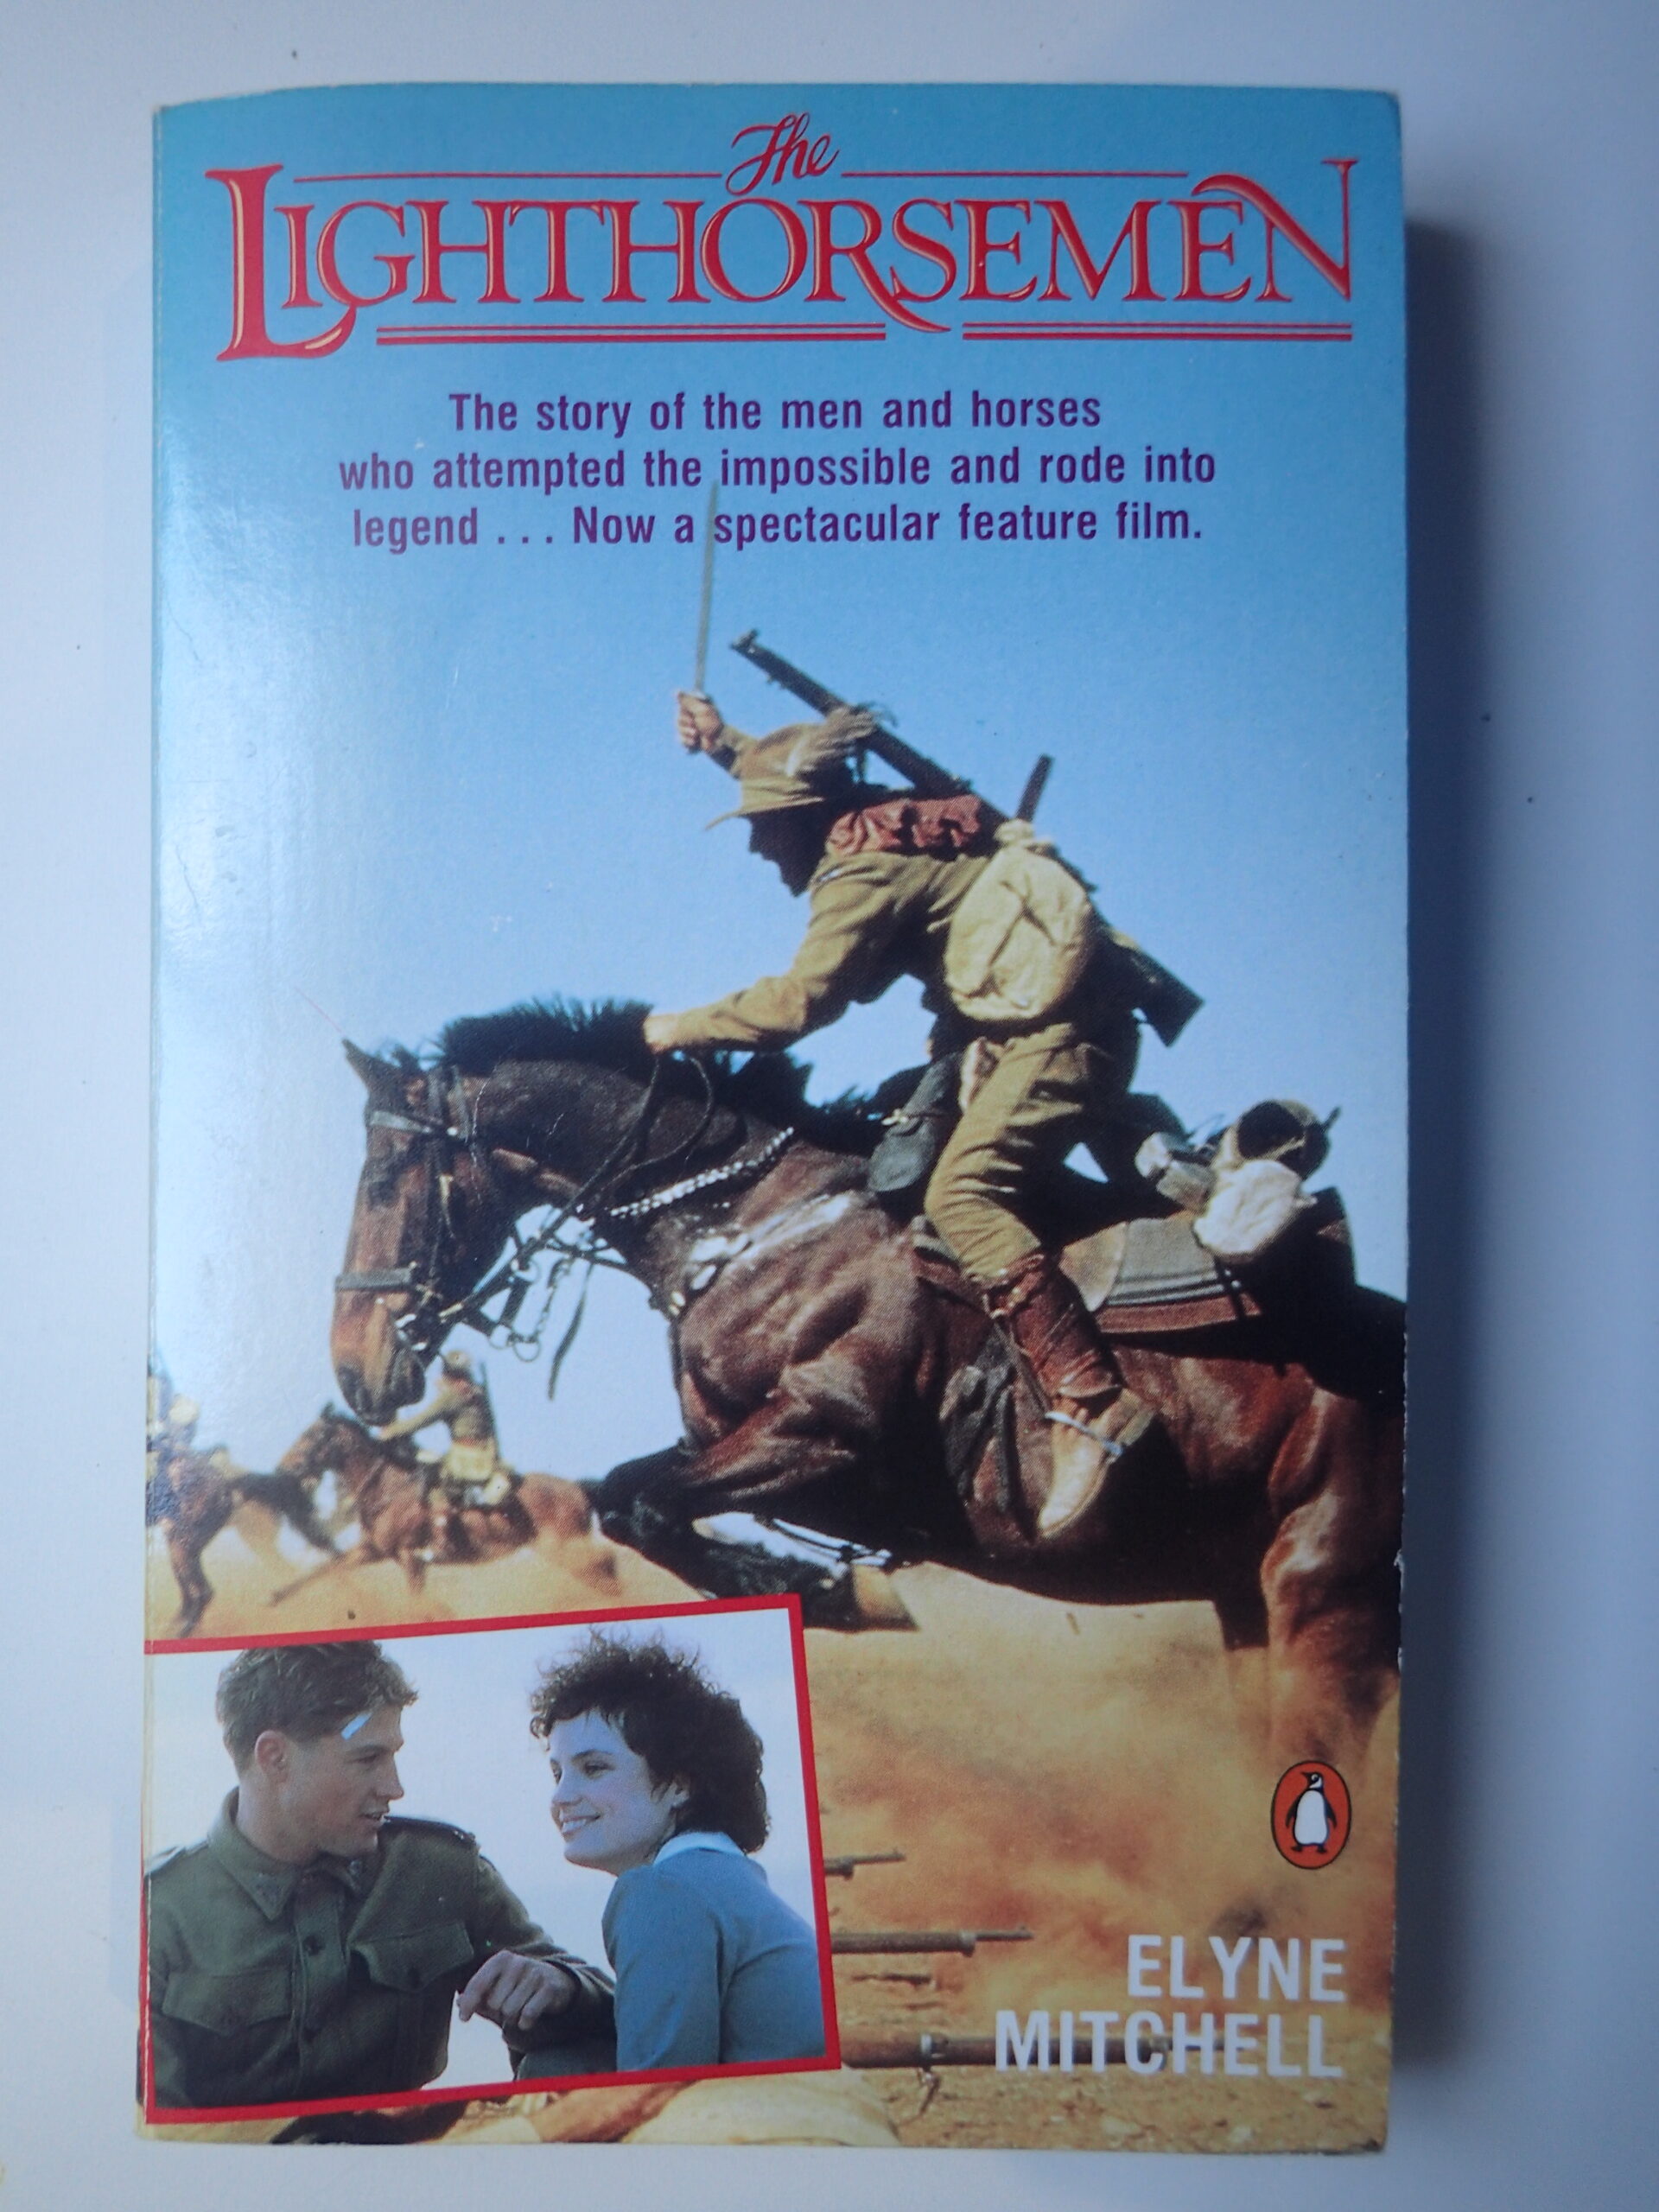 The
LIGHTHORSEMEN
The story of the men and horses
who attempted the impossible and rode into
legend . . . Now a spectacular feature film.
ELYNE
MITCHELL